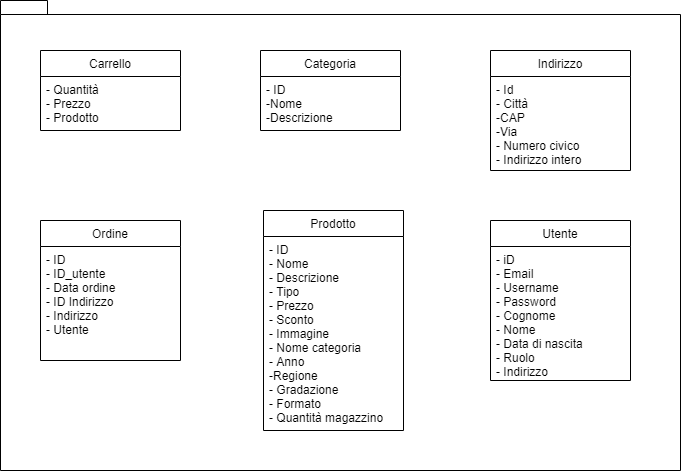 Carrello
- Quantità
- Prezzo
- Prodotto
Categoria
- ID
-Nome
-Descrizione
Indirizzo
- Id
- Città
-CAP
-Via
- Numero civico
- Indirizzo intero
Ordine
- ID
- ID_utente
- Data ordine
- ID Indirizzo
- Indirizzo
- Utente
Prodotto
- ID
- Nome
- Descrizione
- Tipo
- Prezzo
- Sconto
- Immagine
- Nome categoria
- Anno
-Regione
- Gradazione
- Formato
- Quantità magazzino
Utente
- iD
- Email
- Username
- Password
- Cognome
- Nome
- Data di nascita
- Ruolo
- Indirizzo